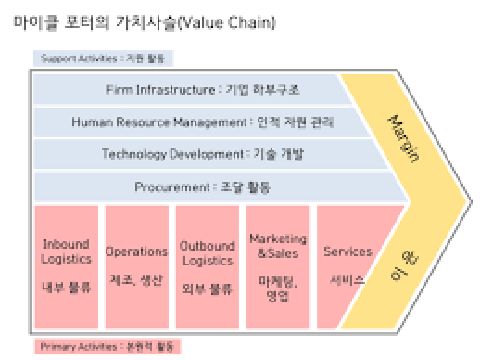 마이클 포터의 가치사슬(Value Chain)
Support Activities : 지원 활동
Firm Infrastructure : 기업 하부구조
Human Resource Management : 인적 자원 관리
Technology Development : 기술 개발
Procurement : 조달 활동
Margin
이윤
Inbound
Logistics
내부 물류
Operations
제조, 생산
Outbound
Logistics
외부 물류
Marketing
&Sales
마케팅,
영업
Services
서비스
Primary Activities : 본원적 활동